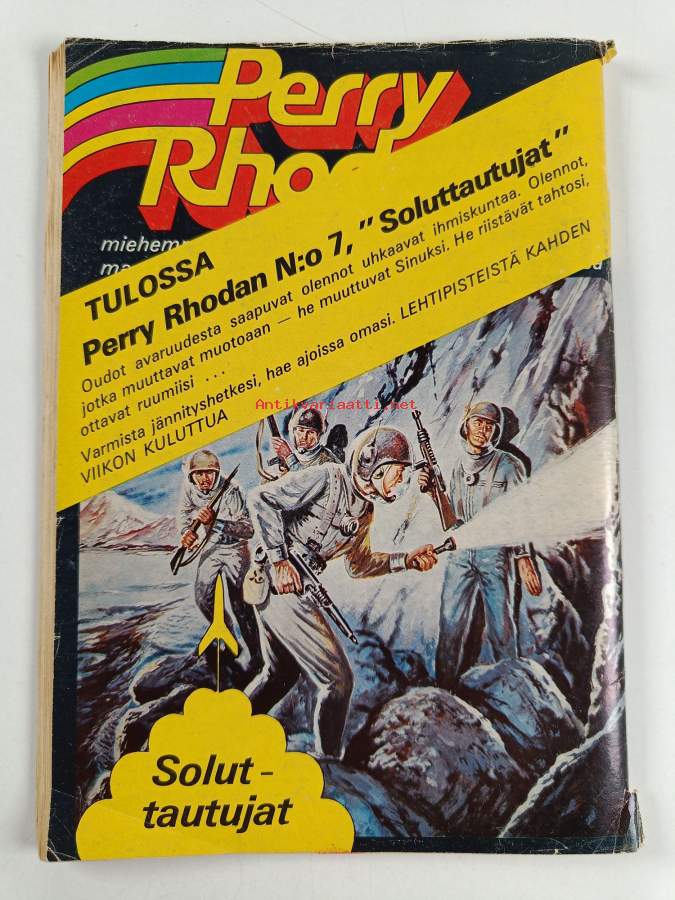 Perry
Rhod
miehem
ma
TULOSSA
Perry Rhodan N:o 7, "Soluttautujat"
Oudot avaruudesta saapuvat olennot uhkaavat ihmiskuntaa. Olennot,
jotka muuttavat muotoaan — he muuttuvat Sinuksi. He riistävät tahtosi,
ottavat ruumiisi . . .
Varmista jännityshetkesi, hae ajoissa omasi. LEHTIPISTEISTÄ KAHDEN
VIIKON KULUTTUA
Antikvariaatti.net
Solut-
tautujat